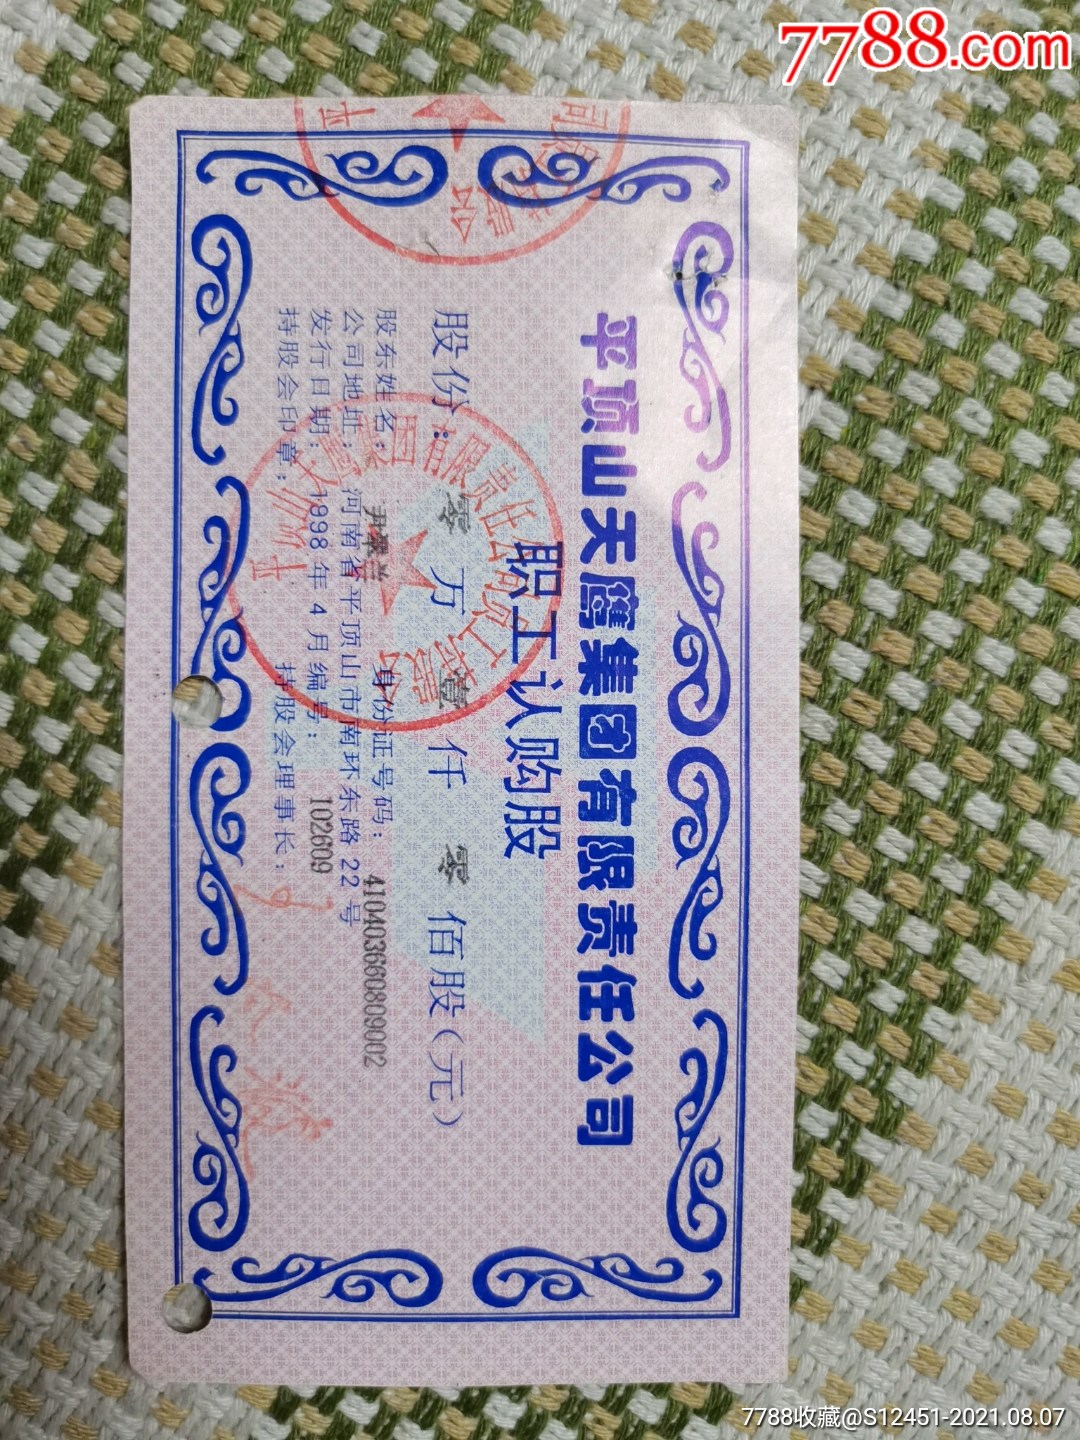 7788.com
平顶山天鹰集团有限责任公司
职工认购股
股份：零万壹仟零佰股（元）
股东姓名： 身份证号码：410403660809002
公司地址：河南省平顶山市南环东路22号
发行日期：1998年4月编号：102609
持股会印章： 持股会理事长：
7788收藏@S12451-2021.08.07